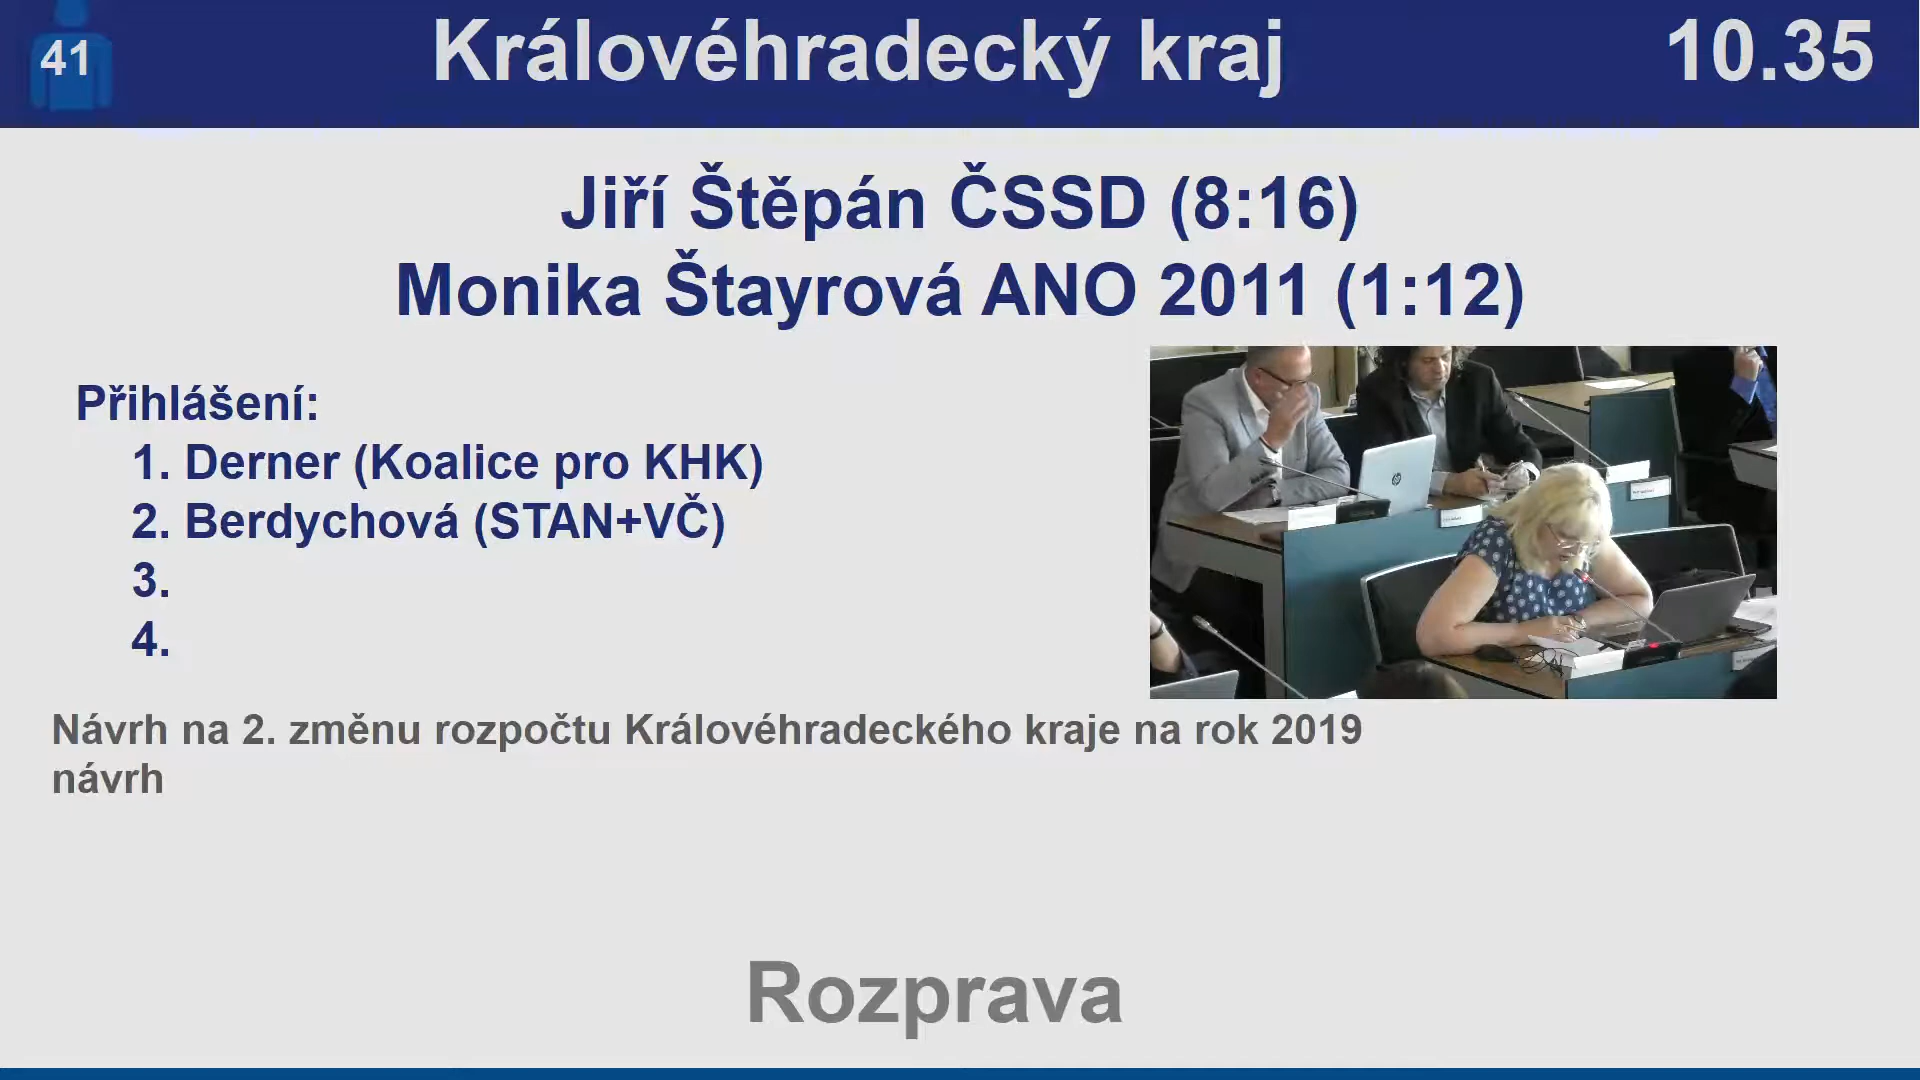 41
Královéhradecký kraj
10.35
Jiří Štěpán ČSSD (8:16)
Monika Štayrová ANO 2011 (1:12)
Přihlášení:
1. Derner (Koalice pro KHK)
2. Berdychová (STAN+VČ)
3.
4.
Návrh na 2. změnu rozpočtu Královéhradeckého kraje na rok 2019
návrh
Rozprava